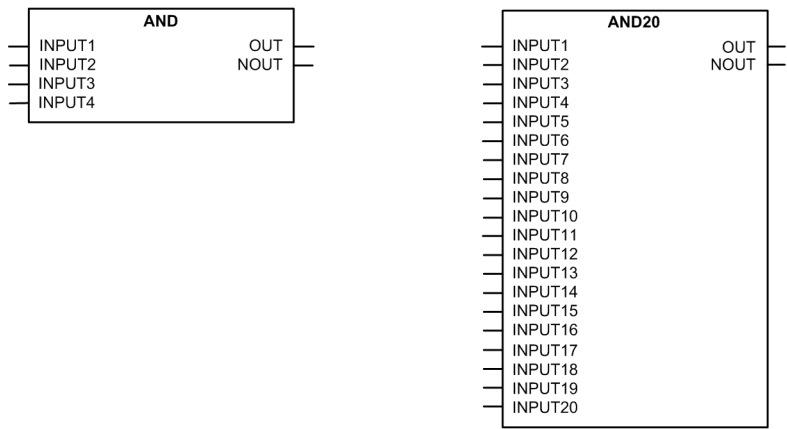 AND
INPUT1 OUT
INPUT2 NOUT
INPUT3
INPUT4
AND20
INPUT1 OUT
INPUT2 NOUT
INPUT3
INPUT4
INPUT5
INPUT6
INPUT7
INPUT8
INPUT9
INPUT10
INPUT11
INPUT12
INPUT13
INPUT14
INPUT15
INPUT16
INPUT17
INPUT18
INPUT19
INPUT20